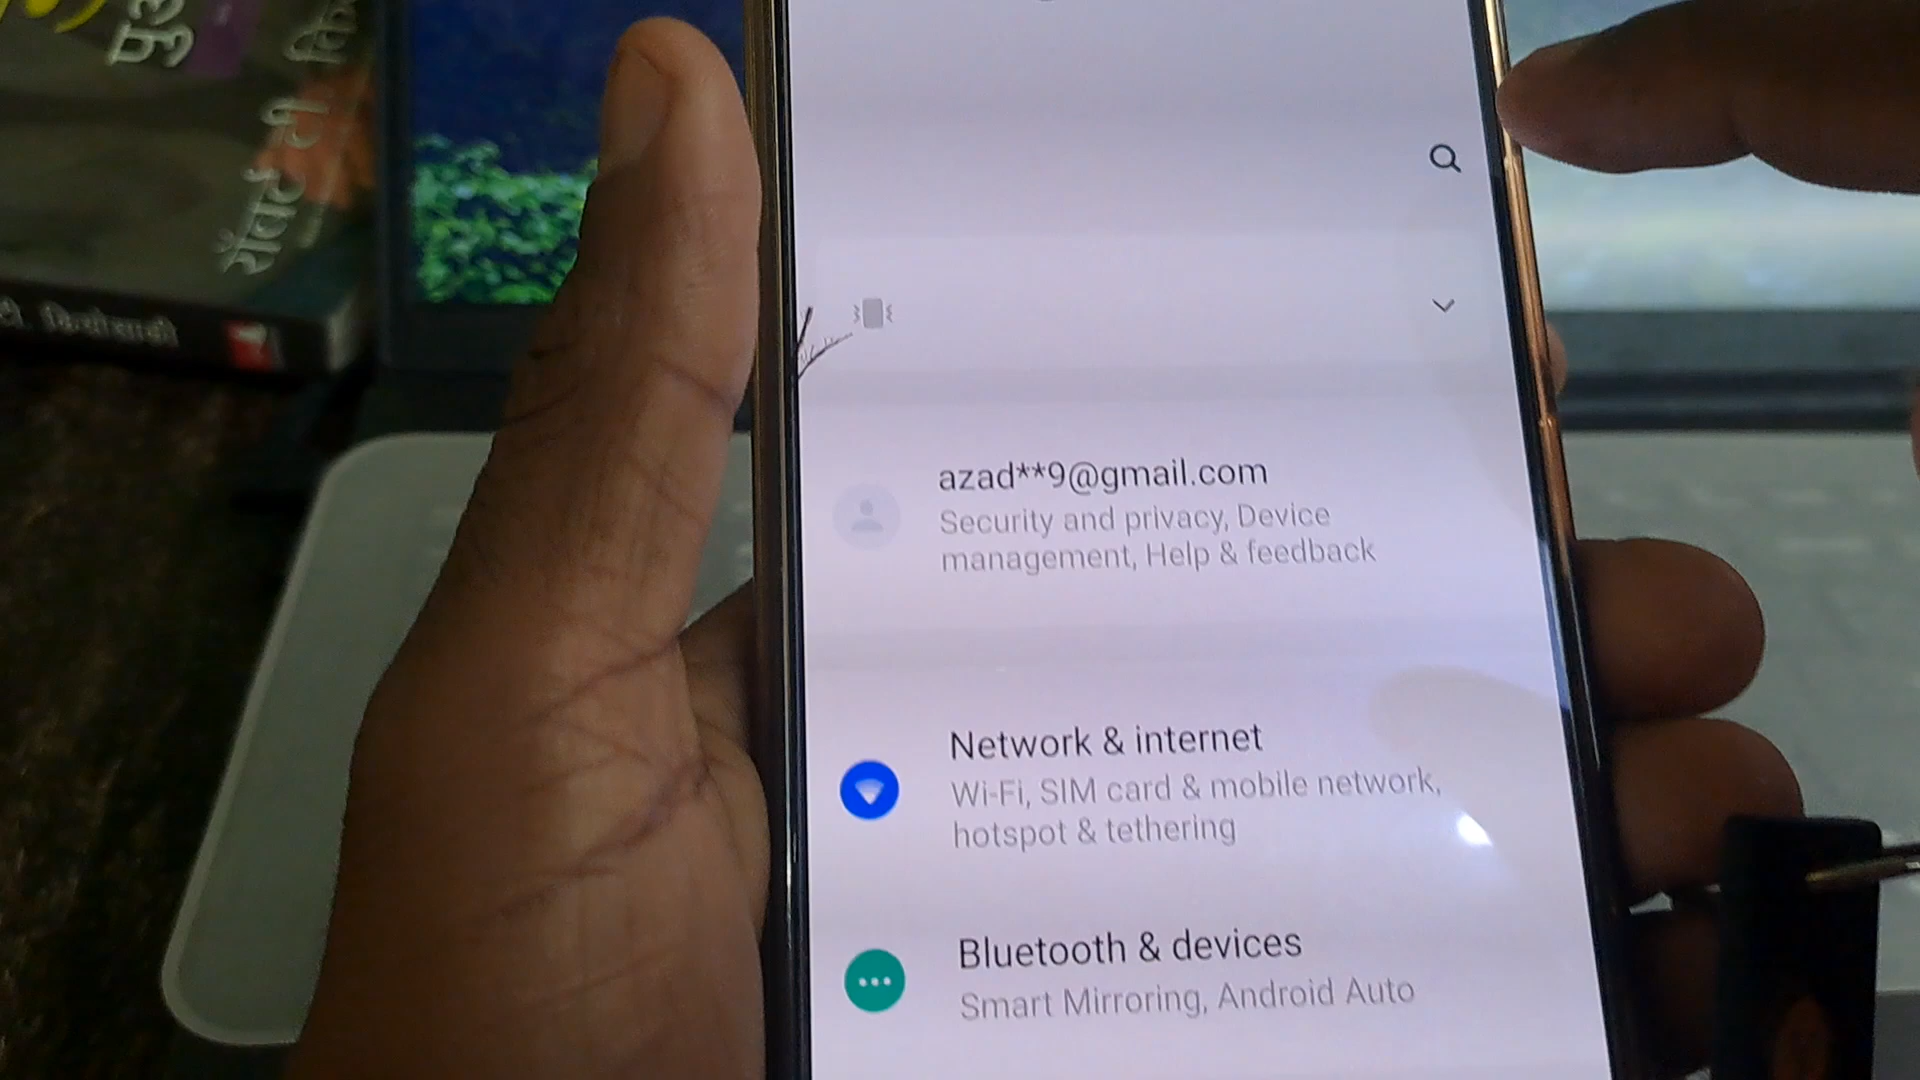 azad**9@gmail.com
Security and privacy, Device
management, Help & feedback
Network & internet
Wi-Fi, SIM card & mobile network,
hotspot & tethering
Bluetooth & devices
Smart Mirroring, Android Auto